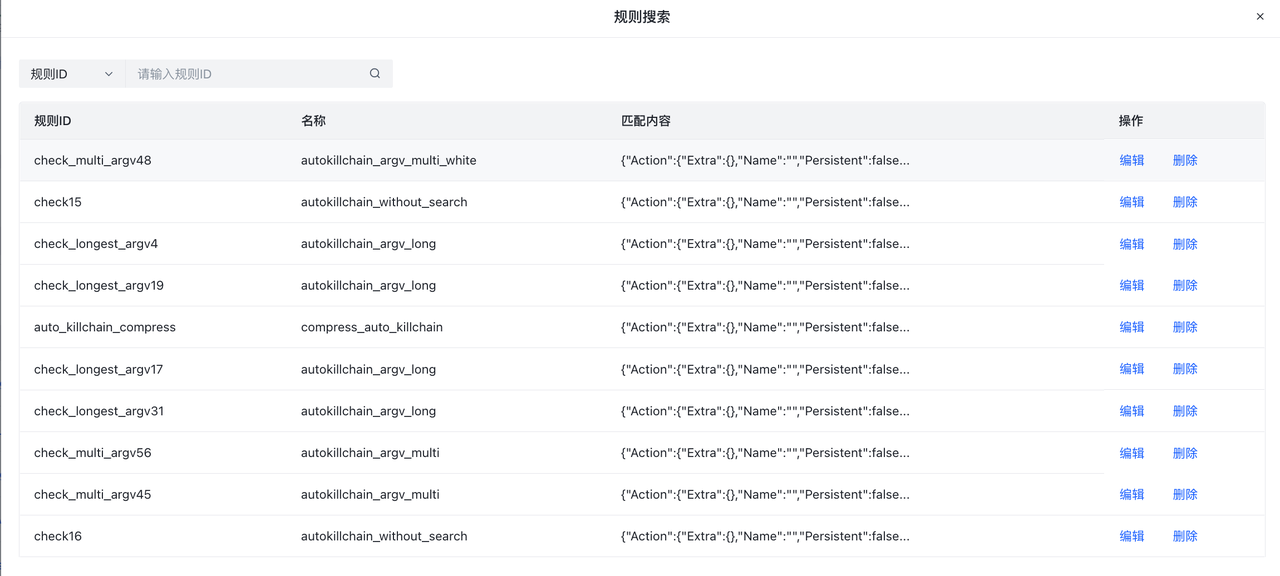 规则搜索
规则ID 请输入规则ID
规则ID 名称 匹配内容 操作
check_multi_argv48 autokillchain_argv_multi_white {"Action":{"Extra":{},"Name":"","Persistent":false... 编辑 删除
check15 autokillchain_without_search {"Action":{"Extra":{},"Name":"","Persistent":false... 编辑 删除
check_longest_argv4 autokillchain_argv_long {"Action":{"Extra":{},"Name":"","Persistent":false... 编辑 删除
check_longest_argv19 autokillchain_argv_long {"Action":{"Extra":{},"Name":"","Persistent":false... 编辑 删除
auto_killchain_compress compress_auto_killchain {"Action":{"Extra":{},"Name":"","Persistent":false... 编辑 删除
check_longest_argv17 autokillchain_argv_long {"Action":{"Extra":{},"Name":"","Persistent":false... 编辑 删除
check_longest_argv31 autokillchain_argv_long {"Action":{"Extra":{},"Name":"","Persistent":false... 编辑 删除
check_multi_argv56 autokillchain_argv_multi {"Action":{"Extra":{},"Name":"","Persistent":false... 编辑 删除
check_multi_argv45 autokillchain_argv_multi {"Action":{"Extra":{},"Name":"","Persistent":false... 编辑 删除
check16 autokillchain_without_search {"Action":{"Extra":{},"Name":"","Persistent":false... 编辑 删除